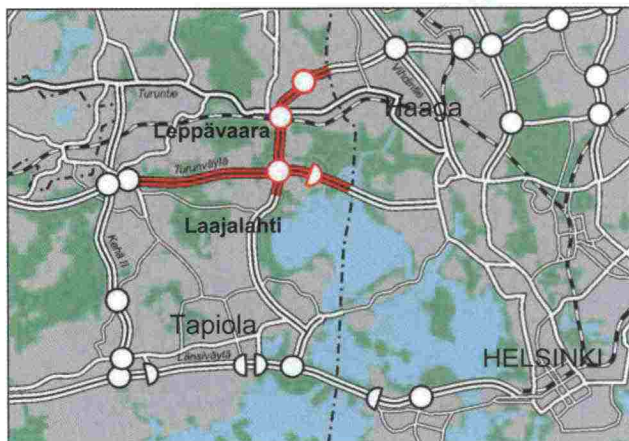 Vihdintie
Haaga
Turuntie
Leppävaara
Turunväylä
Laajalahti
Kehä II
Tapiola
Länsiväylä
HELSINKI